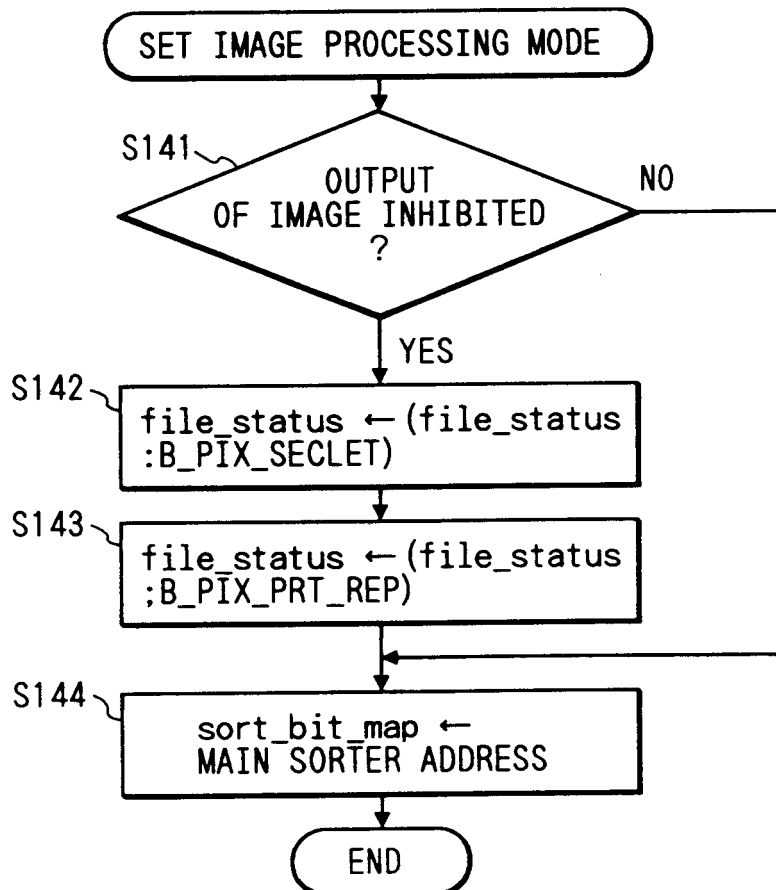 SET IMAGE PROCESSING MODE
S141
OUTPUT
OF IMAGE INHIBITED
?
NO
YES
S142
file_status ← (file_status
:B_PIX_SECLET)
S143
file_status ← (file_status
;B_PIX_PRT_REP)
S144
sort_bit_map ←
MAIN SORTER ADDRESS
END